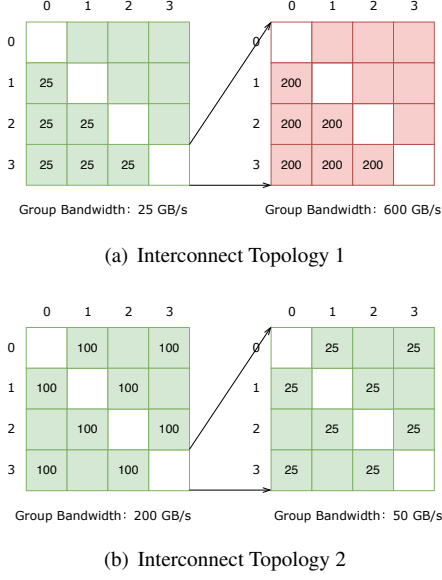 0 1 2 3
0
1 25
2 25 25
3 25 25 25
Group Bandwidth: 25 GB/s
0 1 2 3
0
1 200
2 200 200
3 200 200 200
Group Bandwidth: 600 GB/s
(a) Interconnect Topology 1
0 1 2 3
0 100 100
1 100 100
2 100 100
3 100 100
Group Bandwidth: 200 GB/s
0 1 2 3
0 25 25
1 25 25
2 25 25
3 25 25
Group Bandwidth: 50 GB/s
(b) Interconnect Topology 2